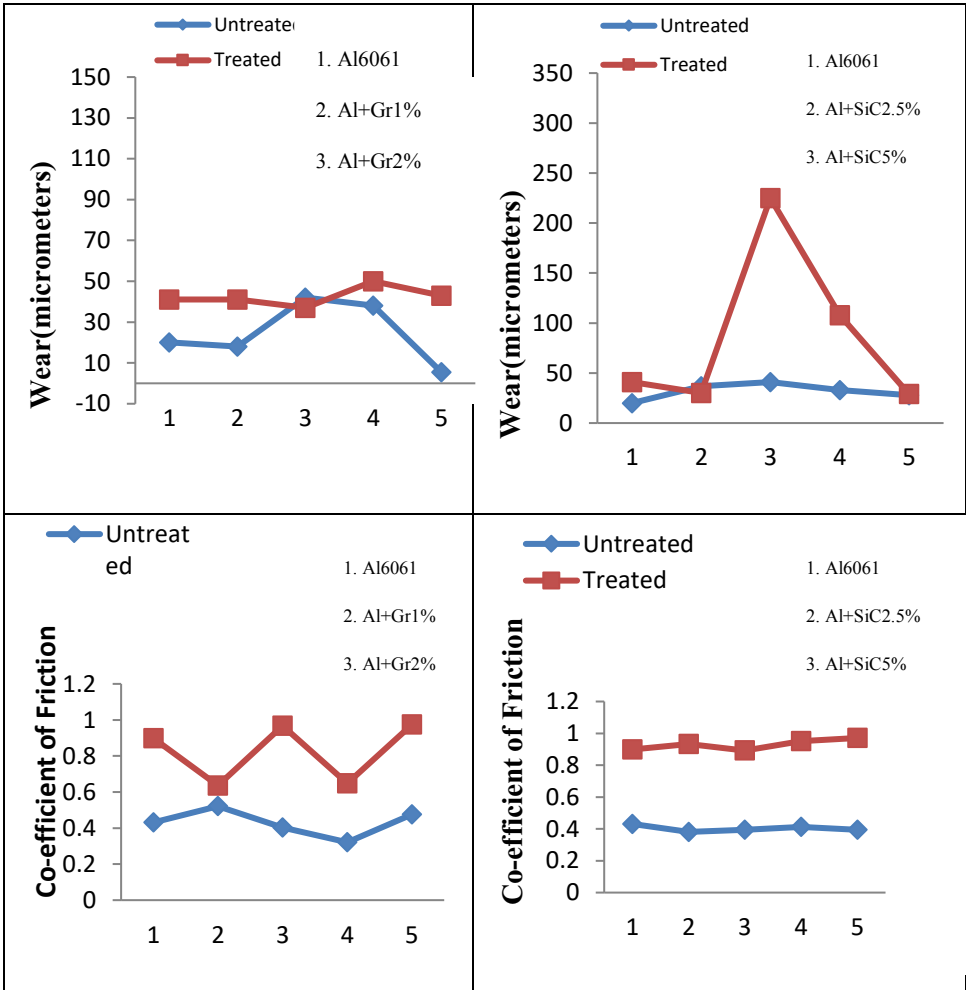 Untreated
Treated
1. Al6061
2. Al+Gr1%
3. Al+Gr2%
Wear(micrometers)
150
130
110
90
70
50
30
10
-10
1 2 3 4 5
Untreated
Treated
1. Al6061
2. Al+SiC2.5%
3. Al+SiC5%
Wear(micrometers)
350
300
250
200
150
100
50
0
1 2 3 4 5
Untreat
ed
1. Al6061
2. Al+Gr1%
3. Al+Gr2%
Co-efficient of Friction
1.2
1
0.8
0.6
0.4
0.2
0
1 2 3 4 5
Untreated
Treated
1. Al6061
2. Al+SiC2.5%
3. Al+SiC5%
Co-efficient of Friction
1.2
1
0.8
0.6
0.4
0.2
0
1 2 3 4 5